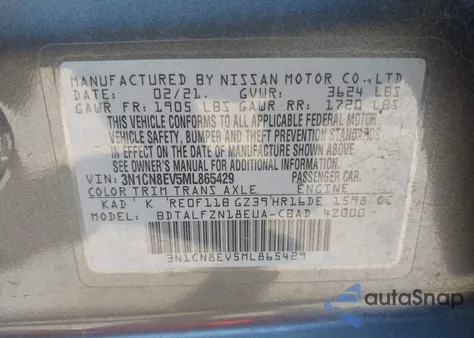 MANUFACTURED BY NISSAN MOTOR CO., LTD.
DATE: 02/21. GVWR: 3624 LBS
GAWR FR: 1905 LBS GAWR RR: 1720 LBS
THIS VEHICLE CONFORMS TO ALL APPLICABLE FEDERAL MOTOR
VEHICLE SAFETY, BUMPER AND THEFT PREVENTION STANDARDS
IN EFFECT ON THE DATE OF MANUFACTURE SHOWN ABOVE.
SEE OWNER'S MANUAL.
VIN: 3N1CN8EV5ML865429 PASSENGER CAR
COLOR TRIM TRANS AXLE ENGINE
KAD K RE0F11B GZ39 HR16DE 1598 CC
MODEL: BDTALFZN18EUA-CBAD 42000
3N1CN8EV5ML865429
autoSnap
POWER AUTO AUCTIONS